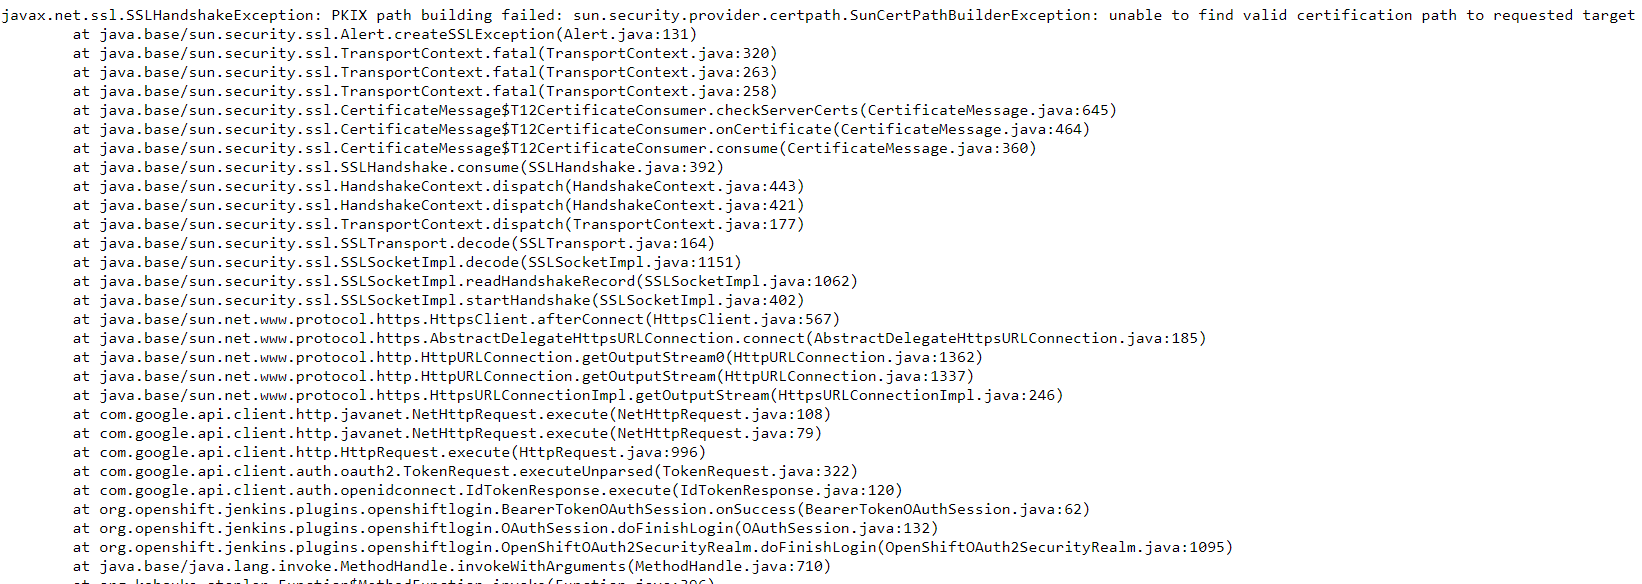 javax.net.ssl.SSLHandshakeException: PKIX path building failed: sun.security.provider.certpath.SunCertPathBuilderException: unable to find valid certification path to requested target
at java.base/sun.security.ssl.Alert.createSSLException(Alert.java:131)
at java.base/sun.security.ssl.TransportContext.fatal(TransportContext.java:320)
at java.base/sun.security.ssl.TransportContext.fatal(TransportContext.java:263)
at java.base/sun.security.ssl.TransportContext.fatal(TransportContext.java:258)
at java.base/sun.security.ssl.CertificateMessage$T12CertificateConsumer.checkServerCerts(CertificateMessage.java:645)
at java.base/sun.security.ssl.CertificateMessage$T12CertificateConsumer.onCertificate(CertificateMessage.java:464)
at java.base/sun.security.ssl.CertificateMessage$T12CertificateConsumer.consume(CertificateMessage.java:360)
at java.base/sun.security.ssl.SSLHandshake.consume(SSLHandshake.java:392)
at java.base/sun.security.ssl.HandshakeContext.dispatch(HandshakeContext.java:443)
at java.base/sun.security.ssl.HandshakeContext.dispatch(HandshakeContext.java:421)
at java.base/sun.security.ssl.TransportContext.dispatch(TransportContext.java:177)
at java.base/sun.security.ssl.SSLTransport.decode(SSLTransport.java:164)
at java.base/sun.security.ssl.SSLSocketImpl.decode(SSLSocketImpl.java:1151)
at java.base/sun.security.ssl.SSLSocketImpl.readHandshakeRecord(SSLSocketImpl.java:1062)
at java.base/sun.security.ssl.SSLSocketImpl.startHandshake(SSLSocketImpl.java:402)
at java.base/sun.net.www.protocol.https.HttpsClient.afterConnect(HttpsClient.java:567)
at java.base/sun.net.www.protocol.https.AbstractDelegateHttpsURLConnection.connect(AbstractDelegateHttpsURLConnection.java:185)
at java.base/sun.net.www.protocol.http.HttpURLConnection.getOutputStream0(HttpURLConnection.java:1362)
at java.base/sun.net.www.protocol.http.HttpURLConnection.getOutputStream(HttpURLConnection.java:1337)
at java.base/sun.net.www.protocol.https.HttpsURLConnectionImpl.getOutputStream(HttpsURLConnectionImpl.java:246)
at com.google.api.client.http.javanet.NetHttpRequest.execute(NetHttpRequest.java:108)
at com.google.api.client.http.javanet.NetHttpRequest.execute(NetHttpRequest.java:79)
at com.google.api.client.http.HttpRequest.execute(HttpRequest.java:996)
at com.google.api.client.auth.oauth2.TokenRequest.executeUnparsed(TokenRequest.java:322)
at com.google.api.client.auth.openidconnect.IdTokenResponse.execute(IdTokenResponse.java:120)
at org.openshift.jenkins.plugins.openshiftlogin.BearerTokenOAuthSession.onSuccess(BearerTokenOAuthSession.java:62)
at org.openshift.jenkins.plugins.openshiftlogin.OAuthSession.doFinishLogin(OAuthSession.java:132)
at org.openshift.jenkins.plugins.openshiftlogin.OpenShiftOAuth2SecurityRealm.doFinishLogin(OpenShiftOAuth2SecurityRealm.java:1095)
at java.base/java.lang.invoke.MethodHandle.invokeWithArguments(MethodHandle.java:710)